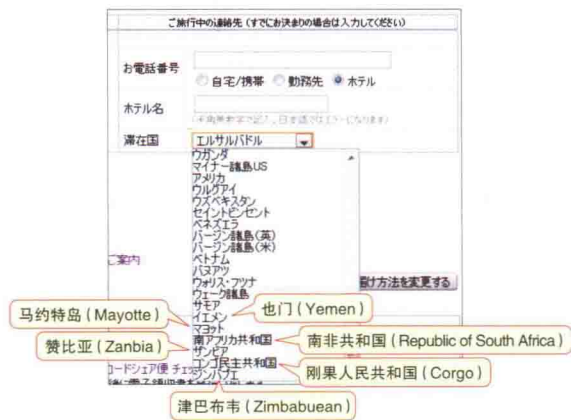 ご旅行中の連絡先 (すでにお決まりの場合は入力してください)
お電話番号
自宅/携帯 勤務先 ホテル
ホテル名
滞在国 エルサルバドル
ウガンダ
マイナー諸島US
アメリカ
ウルグアイ
ウズベキスタン
セイントビンセント
ベネズエラ
バージン諸島(英)
バージン諸島(米)
ベトナム
バヌアツ
ウォリス・フツナ
ウェーク諸島
サモア
イエメン
マヨット
南アフリカ共和国
ザンビア
コンゴ民主共和国
ジンバブエ
ご案内
届け方法を変更する
コードシェア便 チェ
马约特岛 (Mayotte)
也门 (Yemen)
赞比亚 (Zanbia)
南非共和国 (Republic of South Africa)
刚果人民共和国 (Corgo)
津巴布韦 (Zimbabuean)